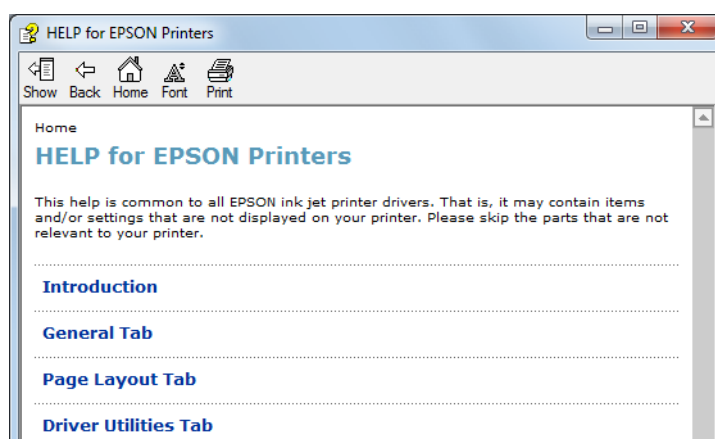 HELP for EPSON Printers
Show Back Home Font Print
Home
HELP for EPSON Printers
This help is common to all EPSON ink jet printer drivers. That is, it may contain items
and/or settings that are not displayed on your printer. Please skip the parts that are not
relevant to your printer.
Introduction
General Tab
Page Layout Tab
Driver Utilities Tab